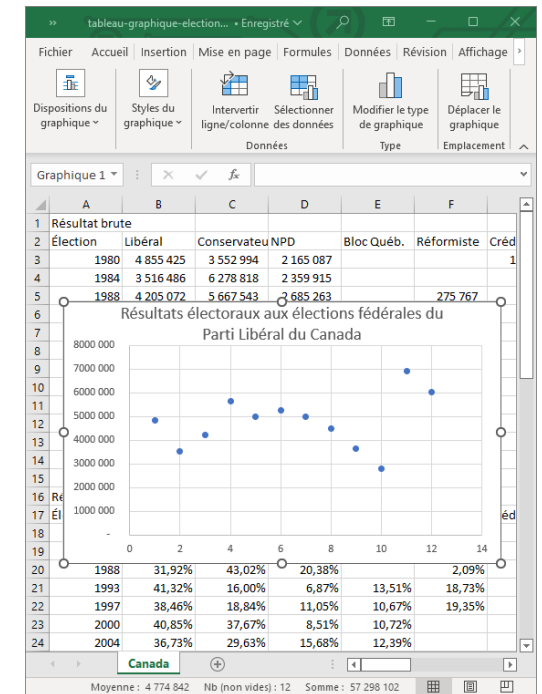 tableau-graphique-election... • Enregistré
Fichier Accuei Insertion Mise en page Formules Données Révision Affichage
Dispositions du graphique
Styles du graphique
Intervertir ligne/colonne
Sélectionner des données
Modifier le type de graphique
Déplacer le graphique
Données Type Emplacement
Graphique 1 fx
A B C D E F
1 Résultat brute
2 Élection Libéral Conservateu NPD Bloc Québ. Réformiste Créd
3 1980 4 855 425 3 552 994 2 165 087 1
4 1984 3 516 486 6 278 818 2 359 915
5 1988 4 205 072 5 667 543 2 685 263 275 767
6
7
8
9
10
11
12
13
14
15
16 Ré
17 Él éd
18
19
Résultats électoraux aux élections fédérales du
Parti Libéral du Canada
8000 000
7000 000
6000 000
5000 000
4000 000
3000 000
2000 000
1000 000
-
0 2 4 6 8 10 12 14
20 1988 31,92% 43,02% 20,38% 2,09%
21 1993 41,32% 16,00% 6,87% 13,51% 18,73%
22 1997 38,46% 18,84% 11,05% 10,67% 19,35%
23 2000 40,85% 37,67% 8,51% 10,72%
24 2004 36,73% 29,63% 15,68% 12,39%
Canada
Moyenne : 4 774 842 Nb (non vides) : 12 Somme : 57 298 102